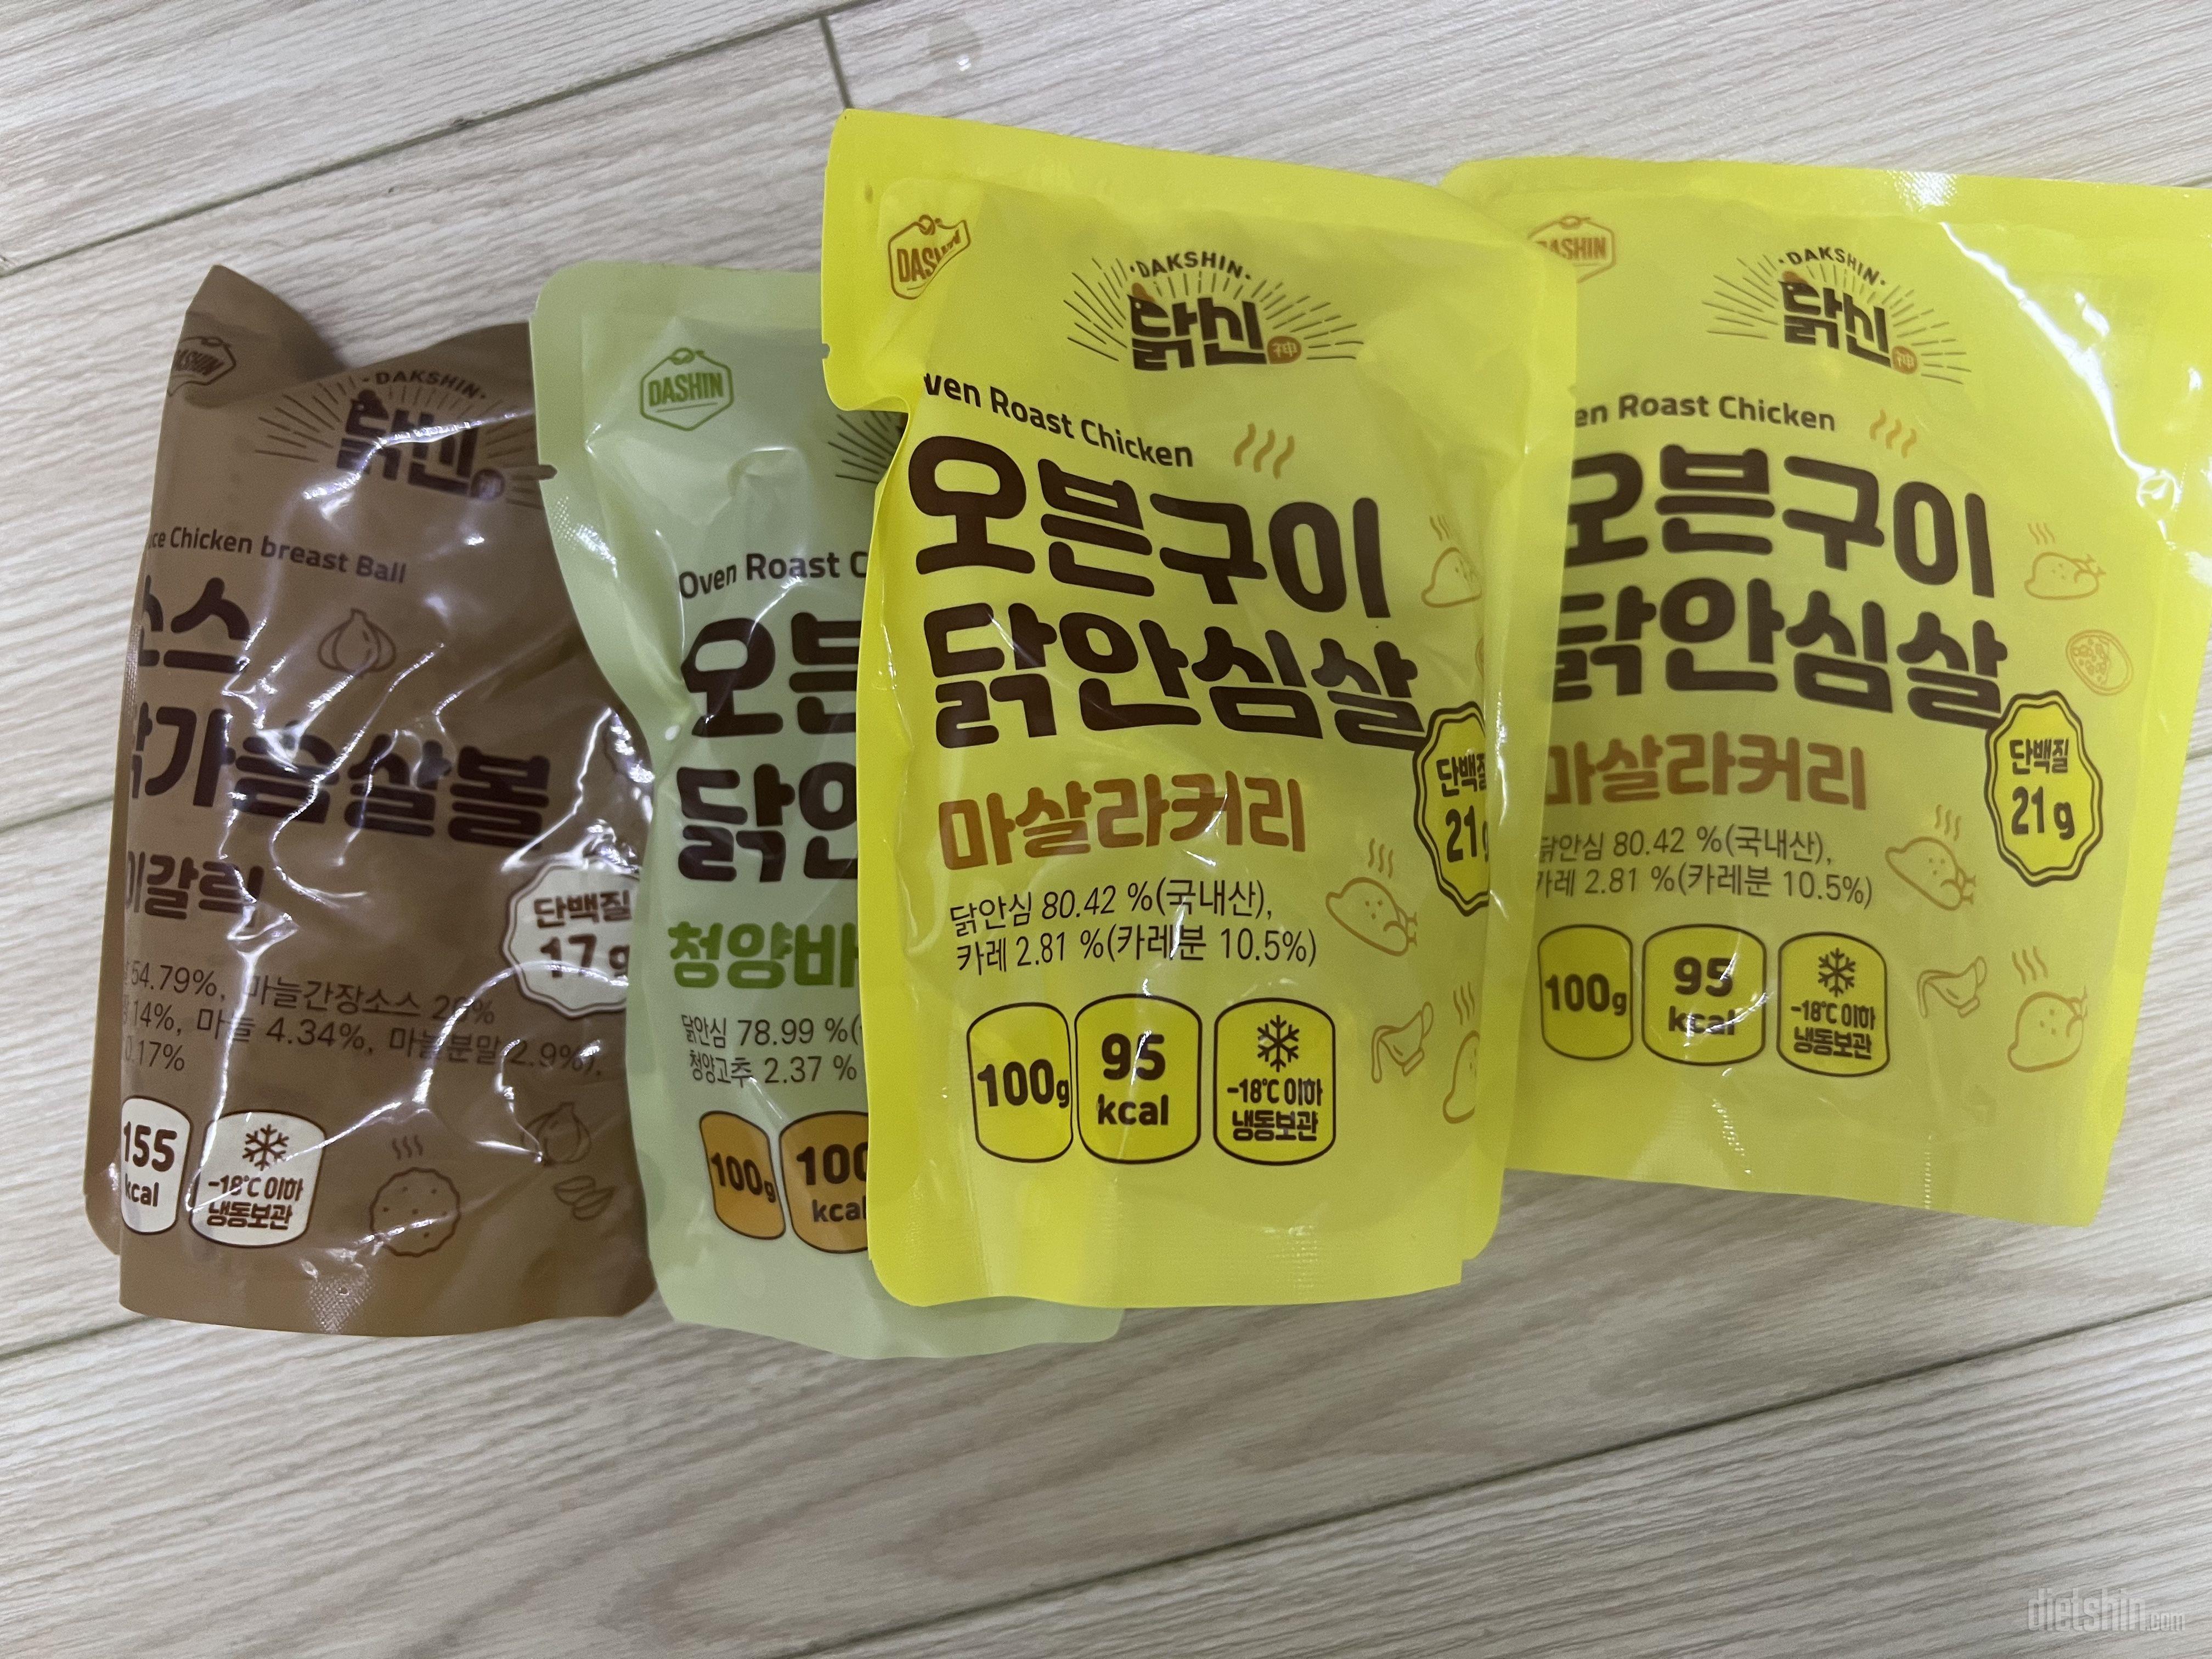 DASHIN
DAKSHIN
닭신
Chicken breast Ball
소스
닭가슴살볼
갈릭
단백질
17g
54.79%, 마늘간장소스
14%, 마늘 4.34%, 마늘분말 2.9%),
0.17%
155
kcal
-18℃ 이하
냉동보관
DASHIN
Oven Roast
오븐
닭안
청양바
닭안심 78.99 %(
청양고추 2.37 %
100g
100
kcal
DASHIN
DAKSHIN
닭신
神
ven Roast Chicken
오븐구이
닭안심살
마살라커리
단백질
21g
닭안심 80.42 %(국내산),
카레 2.81 %(카레분 10.5%)
100g
95
kcal
-18℃ 이하
냉동보관
DASHIN
DAKSHIN
닭신
神
en Roast Chicken
오븐구이
닭안심살
마살라커리
단백질
21g
닭안심 80.42 %(국내산),
카레 2.81 %(카레분 10.5%)
100g
95
kcal
-18℃ 이하
냉동보관
dietshin.com